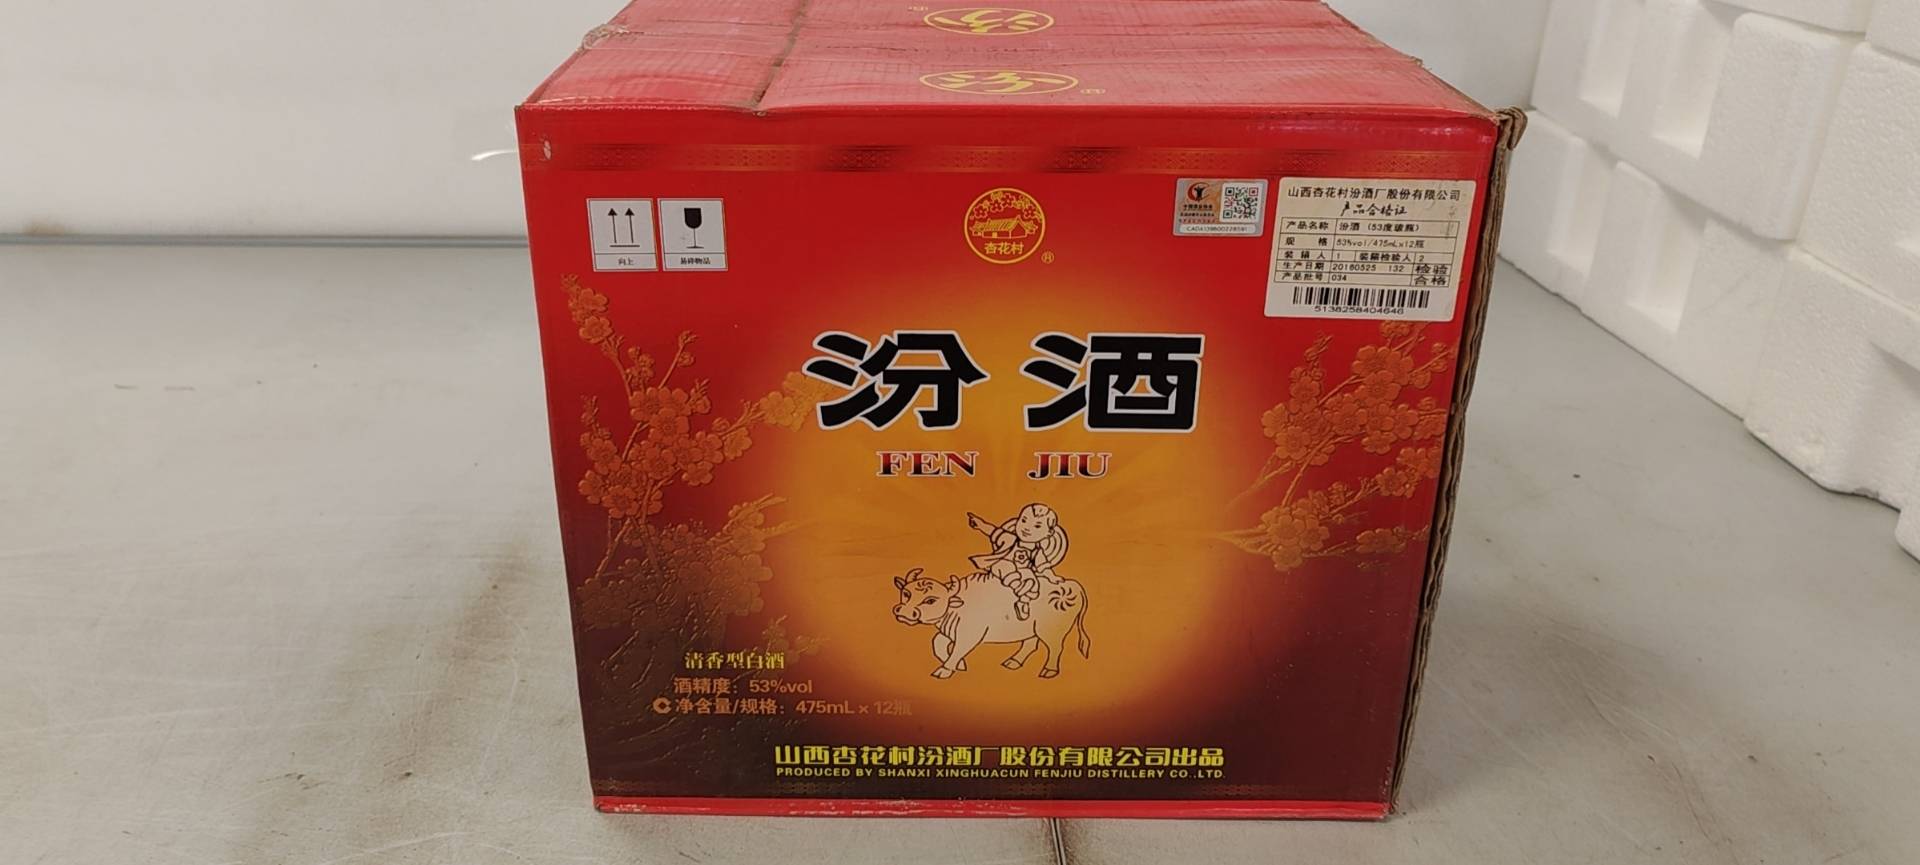 汾
汾
向上
易碎物品
杏花村
®
CADA139600228591
山西杏花村汾酒厂股份有限公司
产品合格证
产品名称 汾酒 (53度玻瓶)
规 格 53%vol/475mL×12瓶
装箱人 1 装箱检验人 2
生产日期 20160525 132 检验
产品批号 034 合格
5138258404646
汾酒
FEN JIU
清香型白酒
酒精度：53%vol
净含量/规格：475mL×12瓶
山西杏花村汾酒厂股份有限公司出品
PRODUCED BY SHANXI XINGHUACUN FENJIU DISTILLERY CO.,LTD.